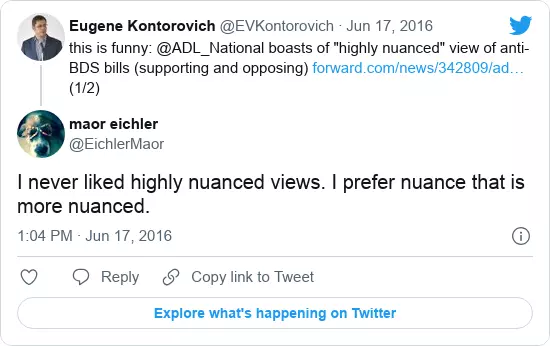 Eugene Kontorovich @EVKontorovich · Jun 17, 2016
this is funny: @ADL_National boasts of "highly nuanced" view of anti-
BDS bills (supporting and opposing) forward.com/news/342809/ad…
(1/2)
maor eichler
@EichlerMaor
I never liked highly nuanced views. I prefer nuance that is
more nuanced.
1:04 PM · Jun 17, 2016
Reply
Copy link to Tweet
Explore what's happening on Twitter